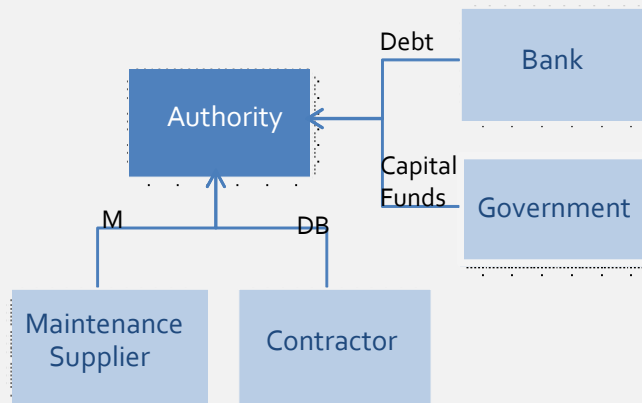 Debt
Bank
Authority
Capital
Funds
Government
M
DB
Maintenance
Supplier
Contractor